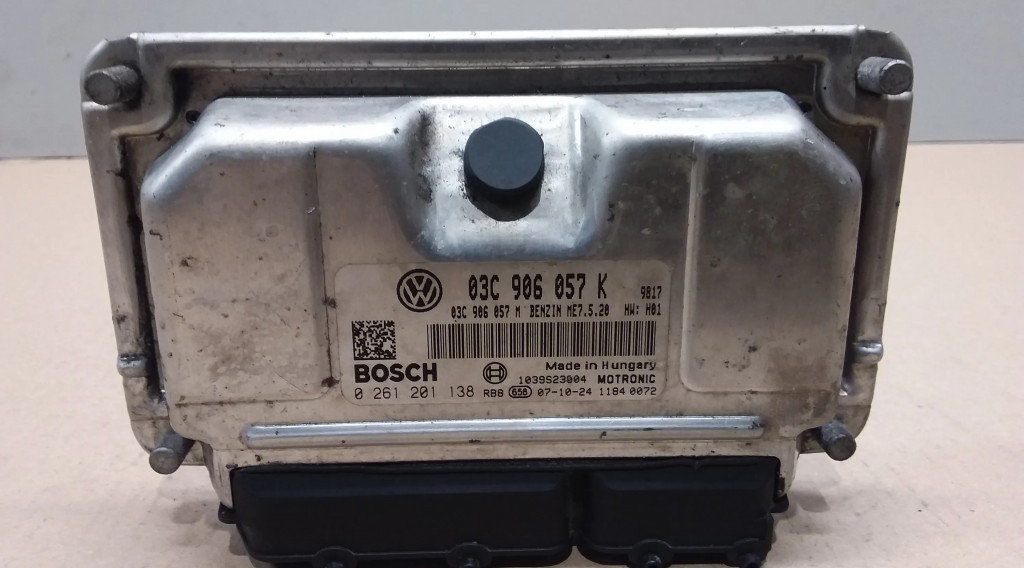 03C 906 057 K 9817
03C 906 057 M BENZIN ME7.5.20 HW: H01
Made in Hungary
BOSCH 1039S23004 MOTRONIC
0 261 201 138 RBB 656 07-10-24 1184 0072